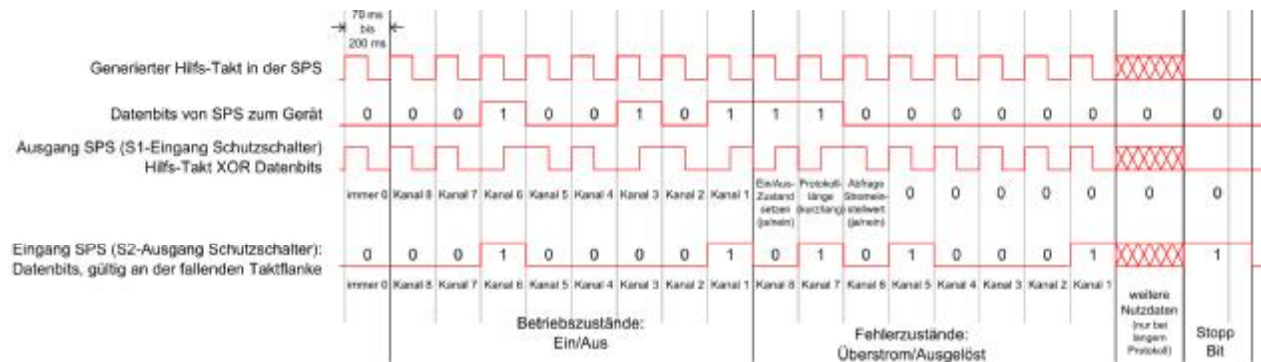 70 ms
bis
200 ms
Generierter Hilfs-Takt in der SPS
Datenbits von SPS zum Gerät
0 0 0 1 0 0 1 0 1 1 1 0 0 0 0 0 0 0
Ausgang SPS (S1-Eingang Schutzschalter)
Hilfs-Takt XOR Datenbits
immer 0 Kanal 8 Kanal 7 Kanal 6 Kanal 5 Kanal 4 Kanal 3 Kanal 2 Kanal 1
Ein/Aus-
Zustand
setzen
(ja/nein)
Protokoll-
länge
(kurz/lang)
Abfrage
Stromein-
stellwert
(ja/nein)
0 0 0 0 0 0 0
Eingang SPS (S2-Ausgang Schutzschalter):
Datenbits, gültig an der fallenden Taktflanke
0 0 0 1 0 0 0 0 1 0 1 0 1 0 0 0 1 1
immer 0 Kanal 8 Kanal 7 Kanal 6 Kanal 5 Kanal 4 Kanal 3 Kanal 2 Kanal 1 Kanal 8 Kanal 7 Kanal 6 Kanal 5 Kanal 4 Kanal 3 Kanal 2 Kanal 1
Betriebszustände:
Ein/Aus
Fehlerzustände:
Überstrom/Ausgelöst
weitere
Nutzdaten
(nur bei
langem
Protokoll)
Stopp
Bit